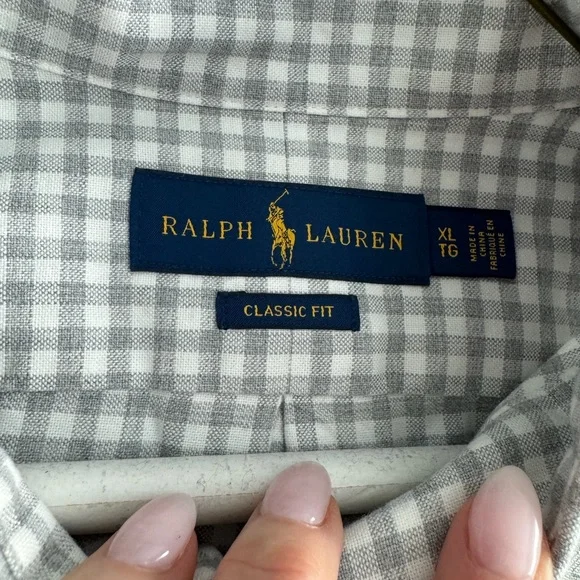 RALPH LAUREN
XL
TG
MADE IN
CHINA
FABRIQUÉ EN
CHINE
CLASSIC FIT